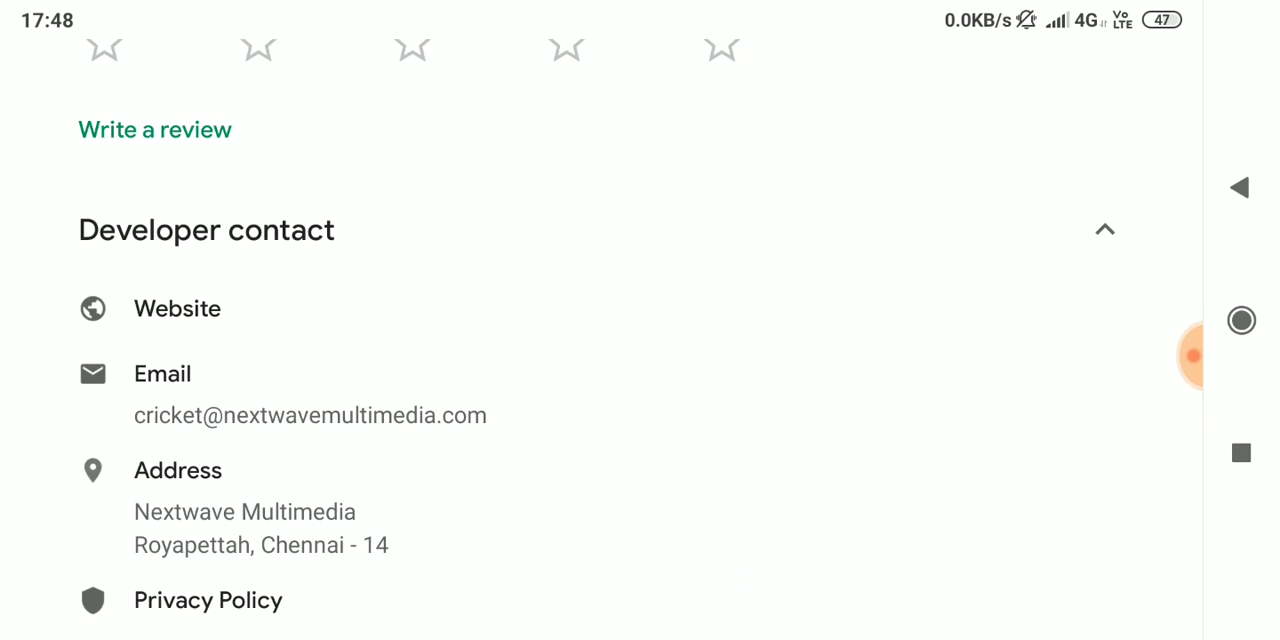 17:48
0.0KB/s 4G Vo LTE 47
Write a review
Developer contact
Website
Email
cricket@nextwavemultimedia.com
Address
Nextwave Multimedia
Royapettah, Chennai - 14
Privacy Policy